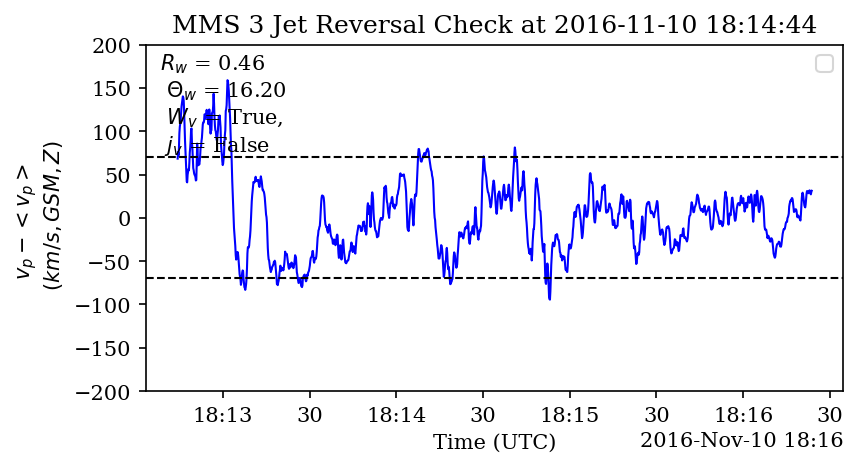 MMS 3 Jet Reversal Check at 2016-11-10 18:14:44
R_w = 0.46
Θ_w = 16.20
W_v = True,
j_v = False
v_p - < v_p >
(km/s, GSM, Z)
200
150
100
50
0
−50
−100
−150
−200
18:13 30 18:14 30 18:15 30 18:16 30
Time (UTC) 2016-Nov-10 18:16